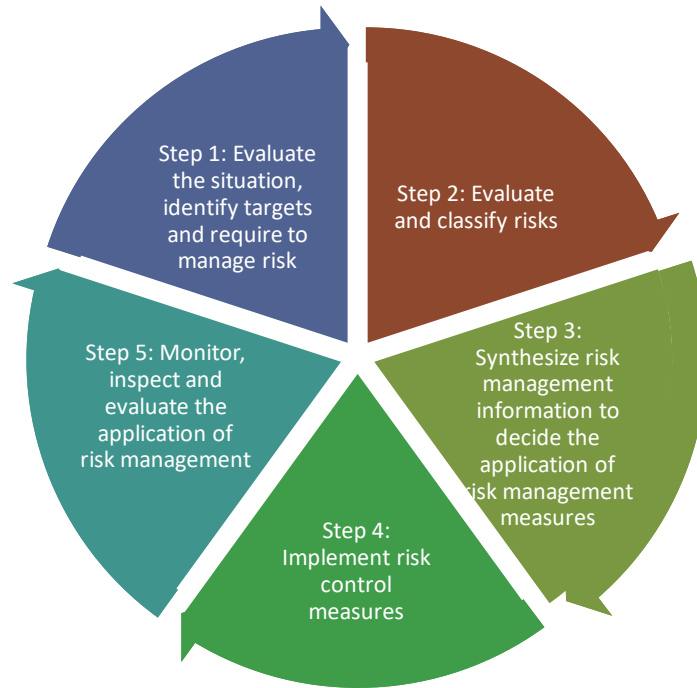 Step 1: Evaluate
the situation,
identify targets
and require to
manage risk
Step 2: Evaluate
and classify risks
Step 3:
Synthesize risk
management
information to
decide the
application of
risk management
measures
Step 4:
Implement risk
control
measures
Step 5: Monitor,
inspect and
evaluate the
application of
risk management